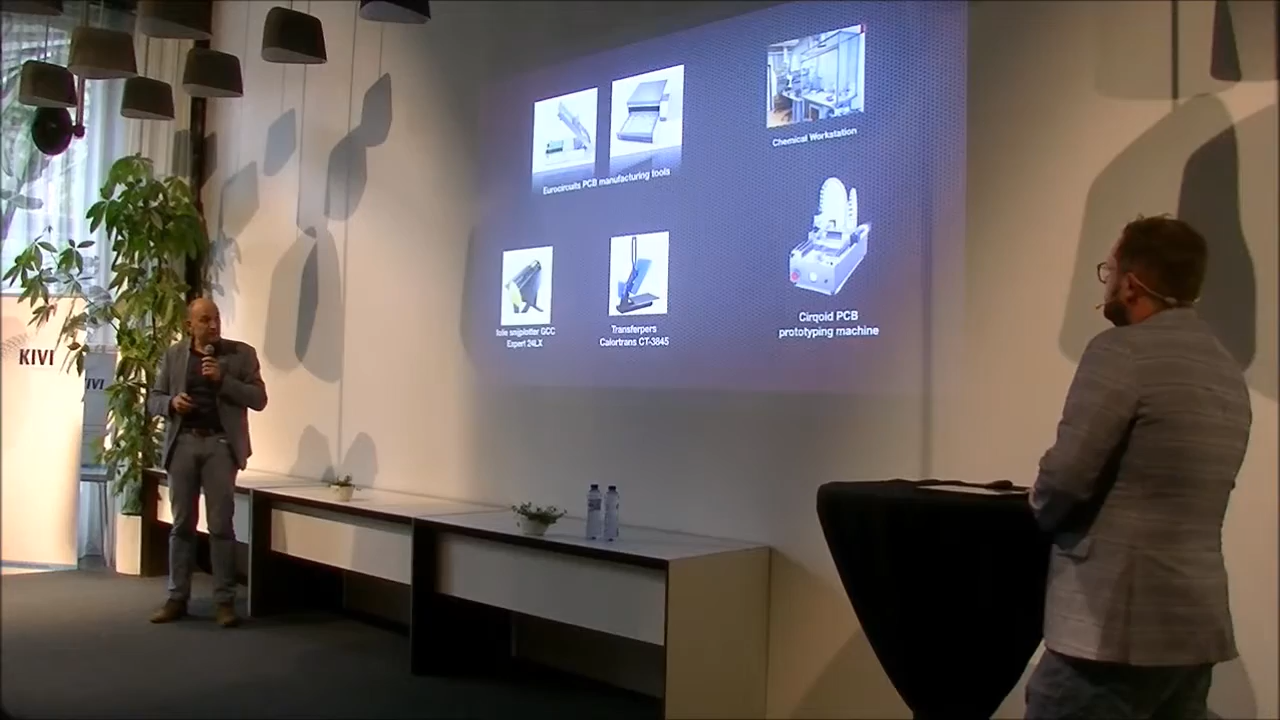 Chemical Workstation
Eurocircuits PCB manufacturing tools
folie snijplotter GCC
Expert 24LX
Transferpers
Calortrans CT-3845
Cirqoid PCB
prototyping machine
KIVI
KIVI